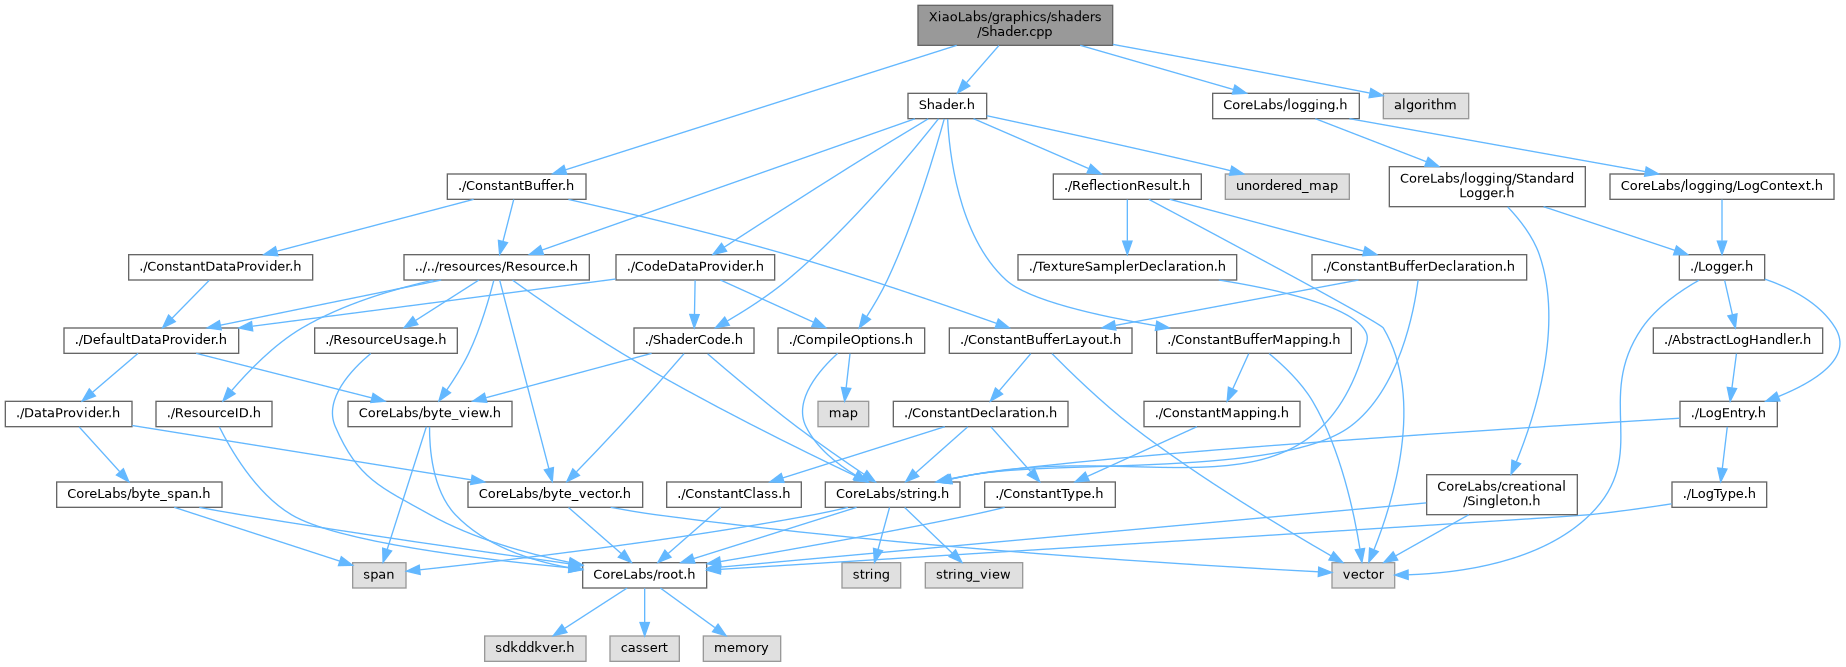 XiaoLabs/graphics/shaders
/Shader.cpp
Shader.h
CoreLabs/logging.h
algorithm
./ConstantBuffer.h
./ReflectionResult.h
unordered_map
CoreLabs/logging/Standard
Logger.h
CoreLabs/logging/LogContext.h
./ConstantDataProvider.h
../../resources/Resource.h
./CodeDataProvider.h
./TextureSamplerDeclaration.h
./ConstantBufferDeclaration.h
./Logger.h
./DefaultDataProvider.h
./ResourceUsage.h
./ShaderCode.h
./CompileOptions.h
./ConstantBufferLayout.h
./ConstantBufferMapping.h
./AbstractLogHandler.h
./DataProvider.h
./ResourceID.h
CoreLabs/byte_view.h
map
./ConstantDeclaration.h
./ConstantMapping.h
./LogEntry.h
CoreLabs/byte_span.h
CoreLabs/byte_vector.h
./ConstantClass.h
CoreLabs/string.h
./ConstantType.h
CoreLabs/creational
/Singleton.h
./LogType.h
span
CoreLabs/root.h
string
string_view
vector
sdkddkver.h
cassert
memory